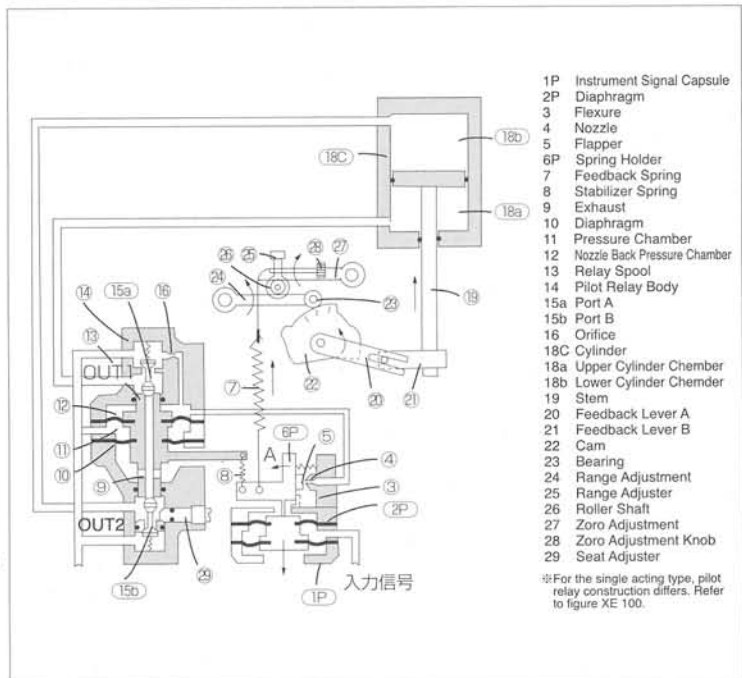 18b
18C
18a
28
27
25
26
24
23
19
15a
14
16
13
OUT1
7
22
20
21
12
6P
5
11
A
4
10
8
3
9
2P
OUT2
29
入力信号
15b
1P
1P Instrument Signal Capsule
2P Diaphragm
3 Flexure
4 Nozzle
5 Flapper
6P Spring Holder
7 Feedback Spring
8 Stabilizer Spring
9 Exhaust
10 Diaphragm
11 Pressure Chamber
12 Nozzle Back Pressure Chamber
13 Relay Spool
14 Pilot Relay Body
15a Port A
15b Port B
16 Orifice
18C Cylinder
18a Upper Cylinder Chember
18b Lower Cylinder Chemder
19 Stem
20 Feedback Lever A
21 Feedback Lever B
22 Cam
23 Bearing
24 Range Adjustment
25 Range Adjuster
26 Roller Shaft
27 Zoro Adjustment
28 Zoro Adjustment Knob
29 Seat Adjuster
※For the single acting type, pilot
relay construction differs. Refer
to figure XE 100.